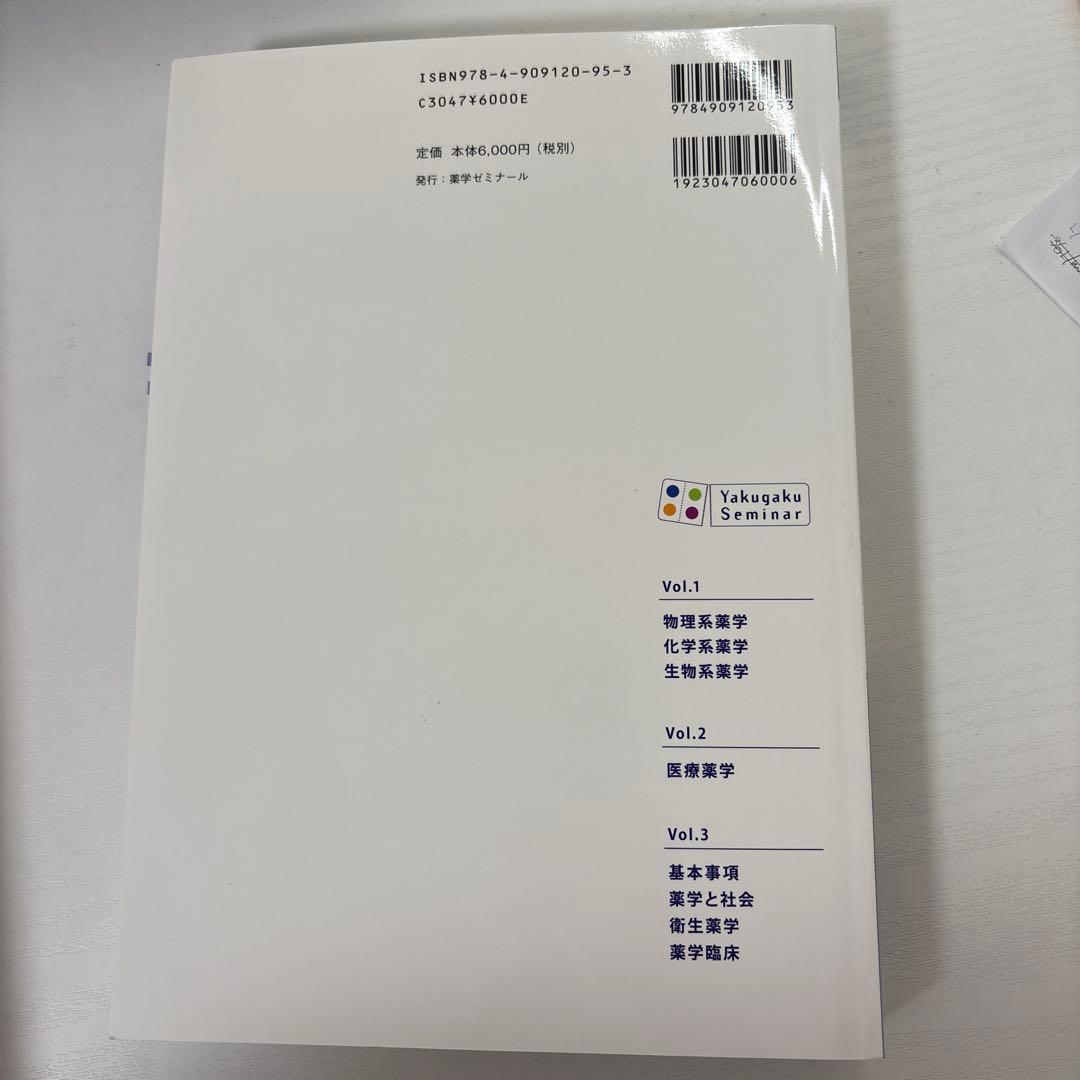 ISBN978-4-909120-95-3
C3047¥6000E
定価 本体6,000円(税別)
発行:薬学ゼミナール
9784909120953
1923047060006
Yakugaku
Seminar
Vol.1
物理系薬学
化学系薬学
生物系薬学
Vol.2
医療薬学
Vol.3
基本事項
薬学と社会
衛生薬学
薬学臨床